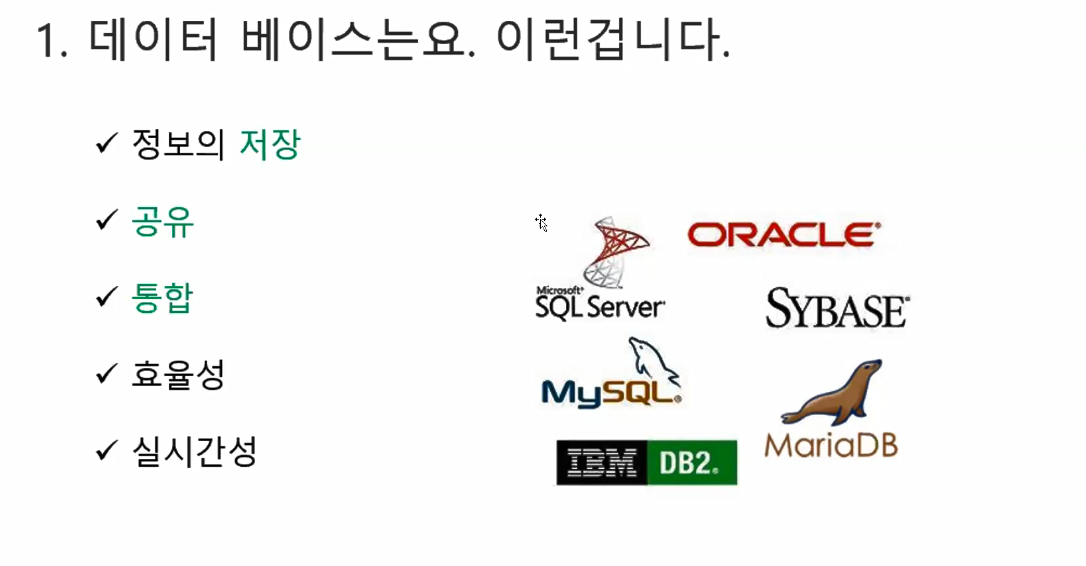 1. 데이터 베이스는요. 이런겁니다.
✓ 정보의 저장
✓ 공유
✓ 통합
✓ 효율성
✓ 실시간성
ORACLE®
Microsoft®
SQL Server®
SYBASE®
MySQL®
MariaDB
IBM DB2®